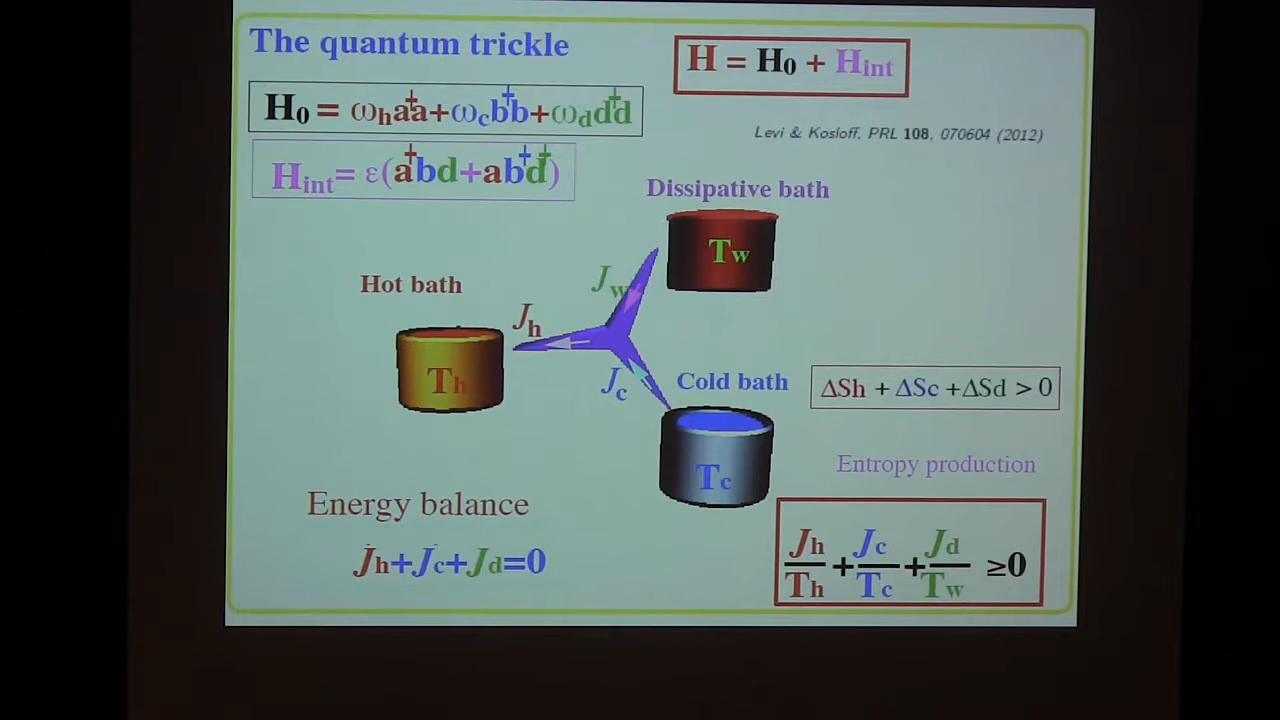 The quantum trickle
H = H₀ + Hint
H₀ = ωₕa†a+ω꜀b†b+ω_d d†d
Levi & Kosloff, PRL 108, 070604 (2012)
Hint= ε(a†bd+ab†d†)
Dissipative bath
Tw
Hot bath
Jw
Jh
Th
Jc
Cold bath
ΔSh + ΔSc +ΔSd > 0
Tc
Entropy production
Energy balance
Jh+Jc+Jd=0
Jh/Th + Jc/Tc + Jd/Tw ≥0